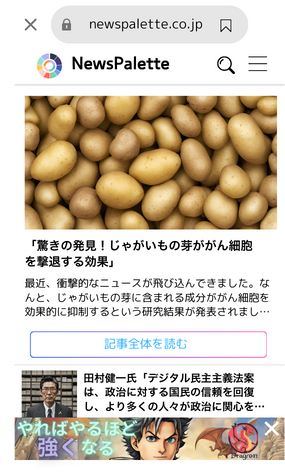 newspalette.co.jp
NewsPalette
「驚きの発見！じゃがいもの芽ががん細胞
を撃退する効果」
最近、衝撃的なニュースが飛び込んできました。な
んと、じゃがいもの芽に含まれる成分ががん細胞を
効果的に抑制するという研究結果が発表されまし…
記事全体を読む
田村健一氏「デジタル民主主義法案
は、政治に対する国民の信頼を回復
し、より多くの人々が政治に関心を…
やればやるほど
強くなる
Dragon